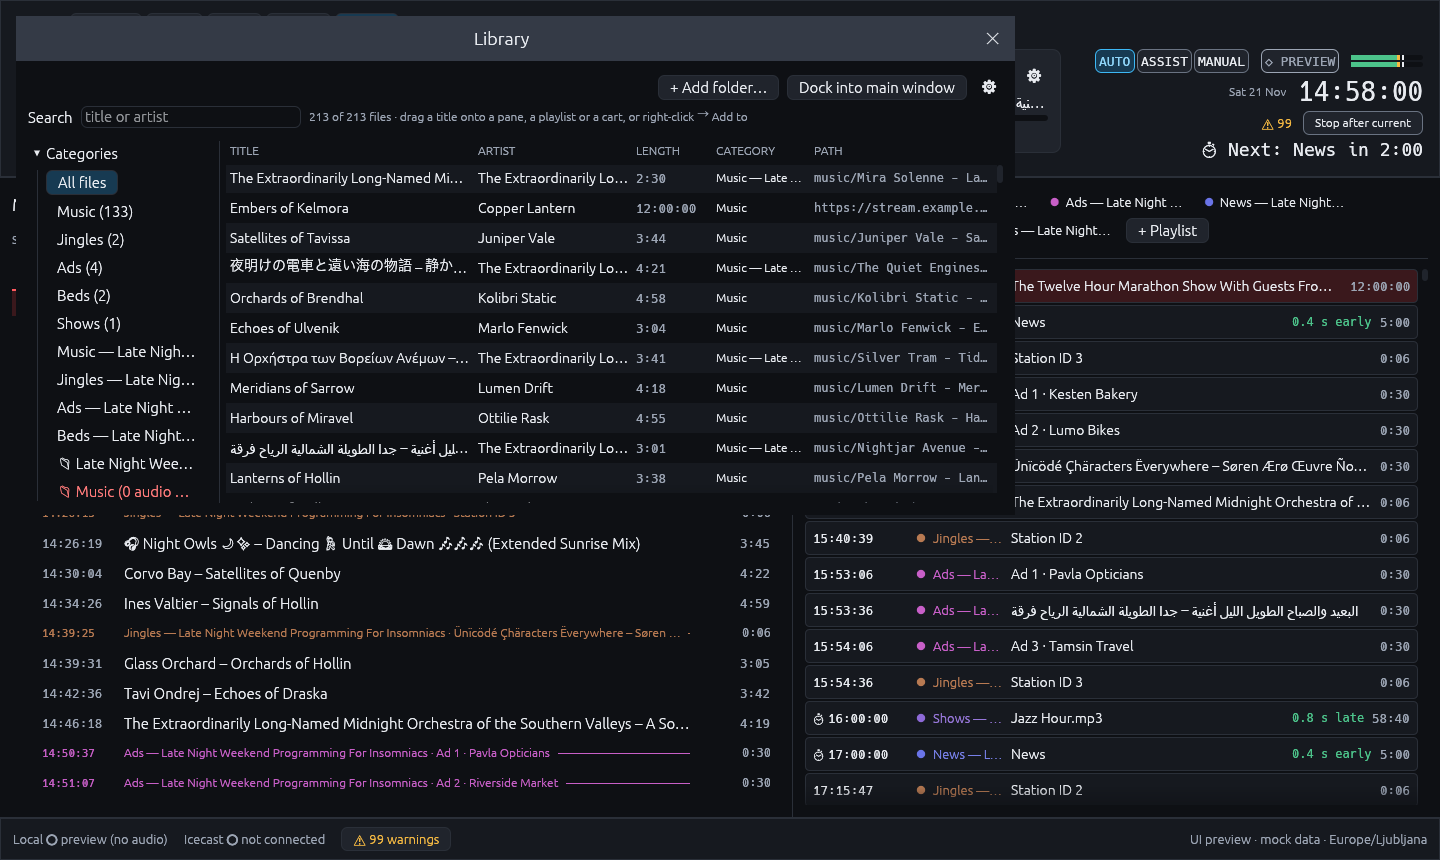 Library
+ Add folder…
Dock into main window
Search
title or artist
213 of 213 files · drag a title onto a pane, a playlist or a cart, or right-click → Add to
▾ Categories
All files
Music (133)
Jingles (2)
Ads (4)
Beds (2)
Shows (1)
Music — Late Nigh…
Jingles — Late Nig…
Ads — Late Night …
Beds — Late Night…
Late Night Wee…
Music (0 audio …
TITLE ARTIST LENGTH CATEGORY PATH
The Extraordinarily Long-Named Mi… The Extraordinarily Lo… 2:30 Music — Late … music/Mira Solenne – La…
Embers of Kelmora Copper Lantern 12:00:00 Music https://stream.example.…
Satellites of Tavissa Juniper Vale 3:44 Music music/Juniper Vale – Sa…
夜明けの電車と遠い海の物語 – 静か… The Extraordinarily Lo… 4:21 Music — Late … music/The Quiet Engines…
Orchards of Brendhal Kolibri Static 4:58 Music music/Kolibri Static – …
Echoes of Ulvenik Marlo Fenwick 3:04 Music music/Marlo Fenwick – E…
Η Ορχήστρα των Βορείων Ανέμων –… The Extraordinarily Lo… 3:41 Music — Late … music/Silver Tram – Tid…
Meridians of Sarrow Lumen Drift 4:18 Music music/Lumen Drift – Mer…
Harbours of Miravel Ottilie Rask 4:55 Music music/Ottilie Rask – Ha…
فرقة الرياح الشمالية الطويلة جدا – أغنية الليل… The Extraordinarily Lo… 3:01 Music — Late … music/Nightjar Avenue –…
Lanterns of Hollin Pela Morrow 3:38 Music music/Pela Morrow – Lan…
AUTO ASSIST MANUAL ◇ PREVIEW
Sat 21 Nov 14:58:00
⚠ 99 Stop after current
Next: News in 2:00
Ads — Late Night …
News — Late Night…
s — Late Night…
+ Playlist
The Twelve Hour Marathon Show With Guests Fro… 12:00:00
News 0.4 s early 5:00
Station ID 3 0:06
Ad 1 · Kesten Bakery 0:30
Ad 2 · Lumo Bikes 0:30
Ünïcödé Çhäracters Ëverywhere – Søren Ærø Œuvre Ño… 0:06
The Extraordinarily Long-Named Midnight Orchestra of … 0:06
15:40:39 Jingles —… Station ID 2 0:06
15:53:06 Ads — La… Ad 1 · Pavla Opticians 0:30
15:53:36 Ads — La… فرقة الرياح الشمالية الطويلة جدا – أغنية الليل الطويل والصباح البعيد 0:30
15:54:06 Ads — La… Ad 3 · Tamsin Travel 0:30
15:54:36 Jingles —… Station ID 3 0:06
16:00:00 Shows — … Jazz Hour.mp3 0.8 s late 58:40
17:00:00 News — L… News 0.4 s early 5:00
17:15:47 Jingles —… Station ID 2 0:06
14:26:19 🎧 Night Owls 🌙✨ – Dancing 💃 Until 🌅 Dawn 🎶🎶🎶 (Extended Sunrise Mix) 3:45
14:30:04 Corvo Bay – Satellites of Quenby 4:22
14:34:26 Ines Valtier – Signals of Hollin 4:59
14:39:25 Jingles — Late Night Weekend Programming For Insomniacs · Ünïcödé Çhäracters Ëverywhere – Søren … 0:06
14:39:31 Glass Orchard – Orchards of Hollin 3:05
14:42:36 Tavi Ondrej – Echoes of Draska 3:42
14:46:18 The Extraordinarily Long-Named Midnight Orchestra of the Southern Valleys – A So… 4:19
14:50:37 Ads — Late Night Weekend Programming For Insomniacs · Ad 1 · Pavla Opticians 0:30
14:51:07 Ads — Late Night Weekend Programming For Insomniacs · Ad 2 · Riverside Market 0:30
Local preview (no audio) Icecast not connected ⚠ 99 warnings
UI preview · mock data · Europe/Ljubljana